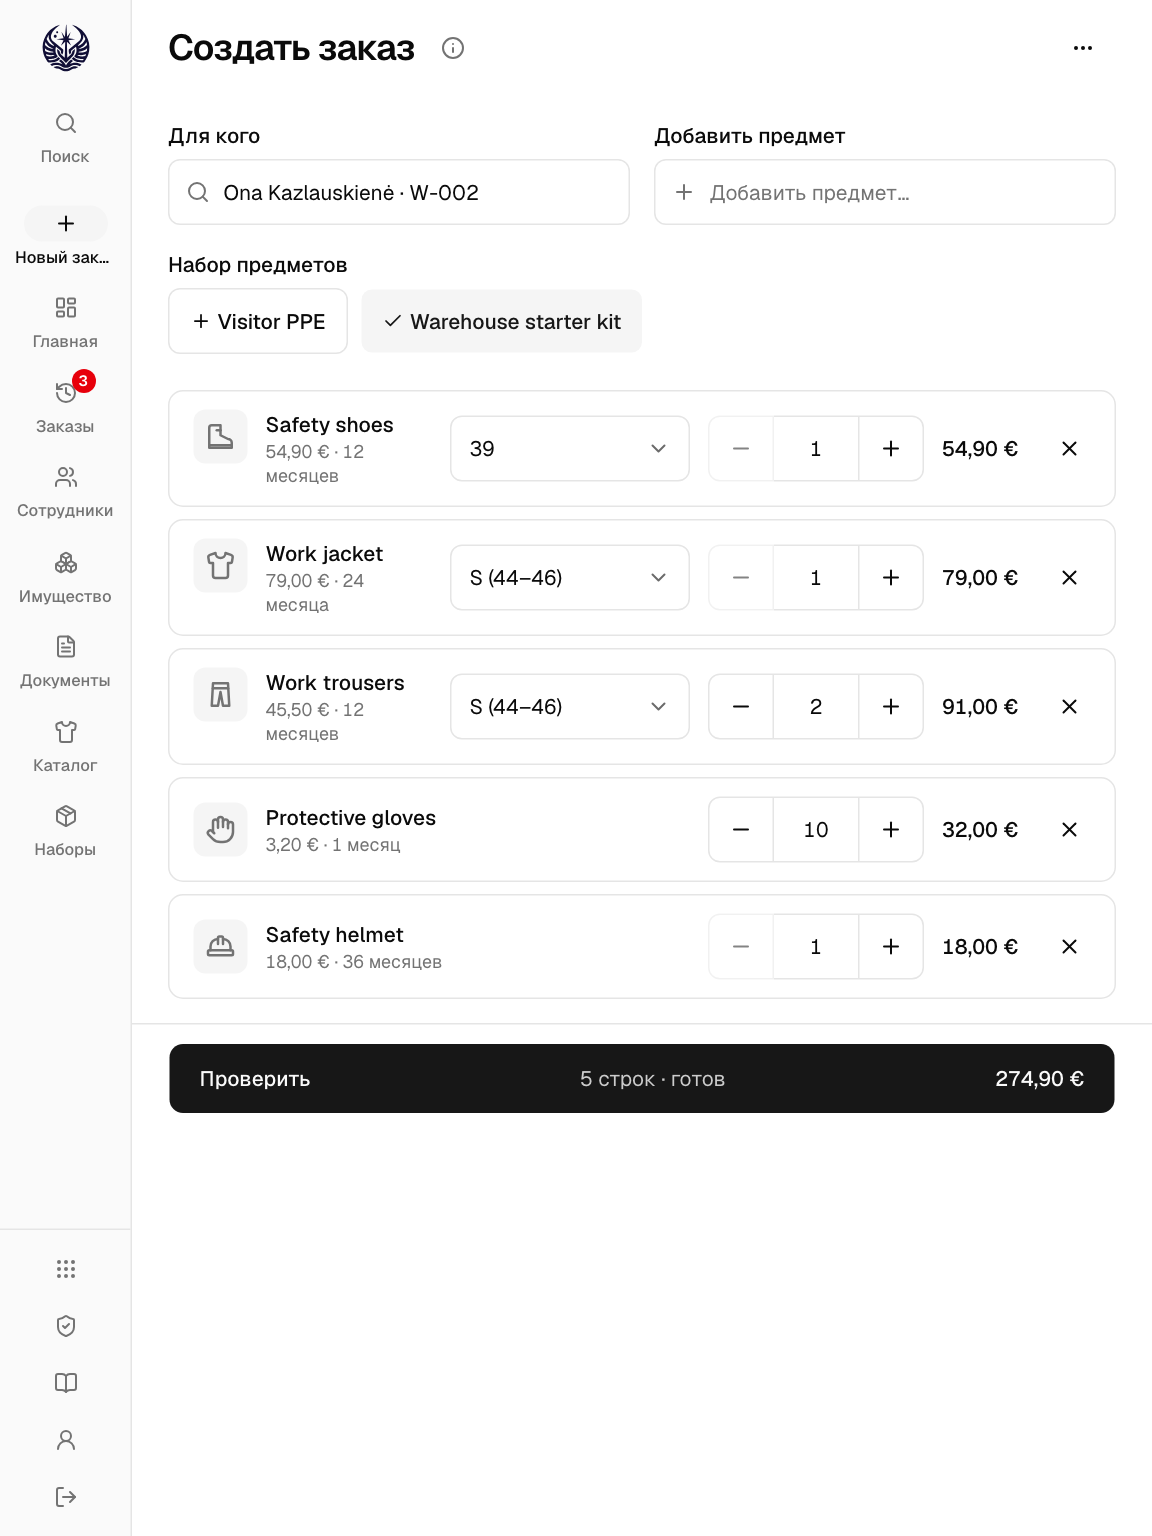 Создать заказ
Поиск
Новый зак...
Главная
3
Заказы
Сотрудники
Имущество
Документы
Каталог
Наборы
Для кого
Ona Kazlauskienė · W-002
Добавить предмет
Добавить предмет...
Набор предметов
Visitor PPE
Warehouse starter kit
Safety shoes
54,90 € · 12
месяцев
39
1
54,90 €
Work jacket
79,00 € · 24
месяца
S (44–46)
1
79,00 €
Work trousers
45,50 € · 12
месяцев
S (44–46)
2
91,00 €
Protective gloves
3,20 € · 1 месяц
10
32,00 €
Safety helmet
18,00 € · 36 месяцев
1
18,00 €
Проверить
5 строк · готов
274,90 €